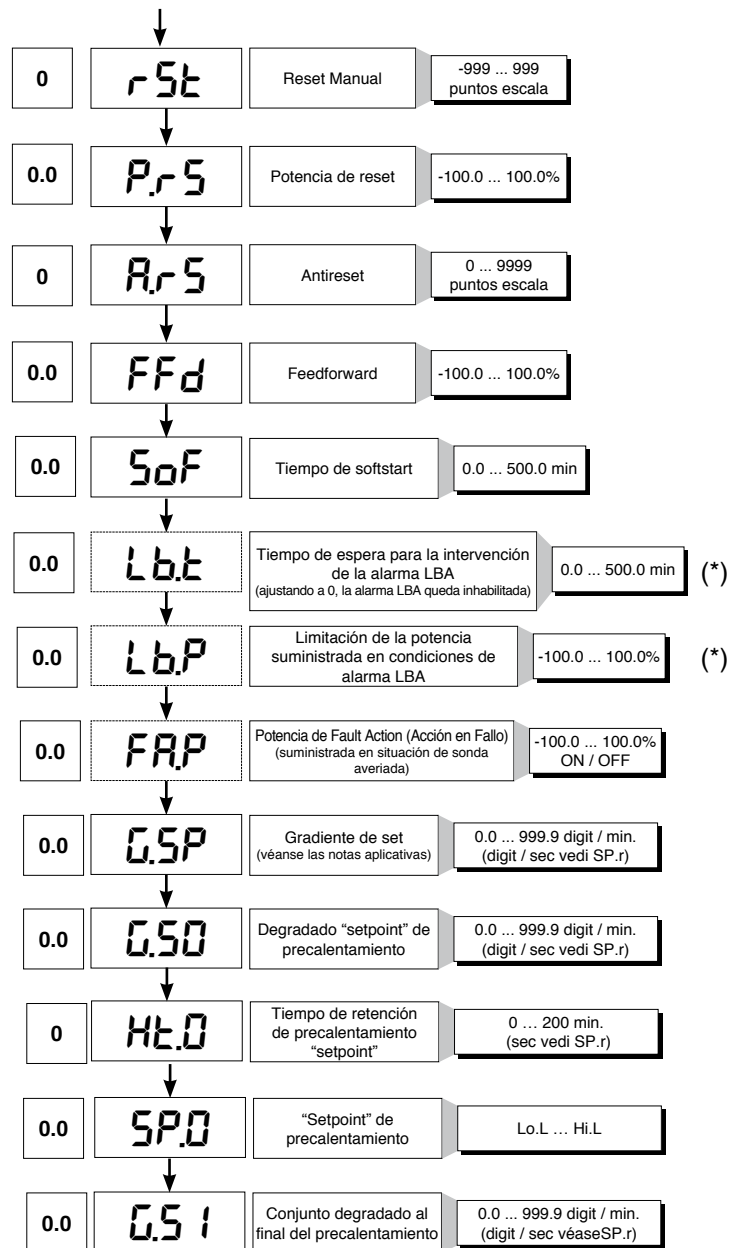 0
rSt
Reset Manual
-999 ... 999
puntos escala
0.0
P.rS
Potencia de reset
-100.0 ... 100.0%
0
A.rS
Antireset
0 ... 9999
puntos escala
0.0
FFd
Feedforward
-100.0 ... 100.0%
0.0
SoF
Tiempo de softstart
0.0 ... 500.0 min
0.0
Lb.t
Tiempo de espera para la intervención
de la alarma LBA
(ajustando a 0, la alarma LBA queda inhabilitada)
0.0 ... 500.0 min
(*)
0.0
Lb.P
Limitación de la potencia
suministrada en condiciones de
alarma LBA
-100.0 ... 100.0%
(*)
0.0
FA.P
Potencia de Fault Action (Acción en Fallo)
(suministrada en situación de sonda
averiada)
-100.0 ... 100.0%
ON / OFF
0.0
G.SP
Gradiente de set
(véanse las notas aplicativas)
0.0 ... 999.9 digit / min.
(digit / sec vedi SP.r)
0.0
G.S0
Degradado “setpoint” de
precalentamiento
0.0 ... 999.9 digit / min.
(digit / sec vedi SP.r)
0
Ht.0
Tiempo de retención
de precalentamiento
“setpoint”
0 … 200 min.
(sec vedi SP.r)
0.0
SP.0
“Setpoint” de
precalentamiento
Lo.L … Hi.L
0.0
G.S1
Conjunto degradado al
final del precalentamiento
0.0 ... 999.9 digit / min.
(digit / sec véaseSP.r)